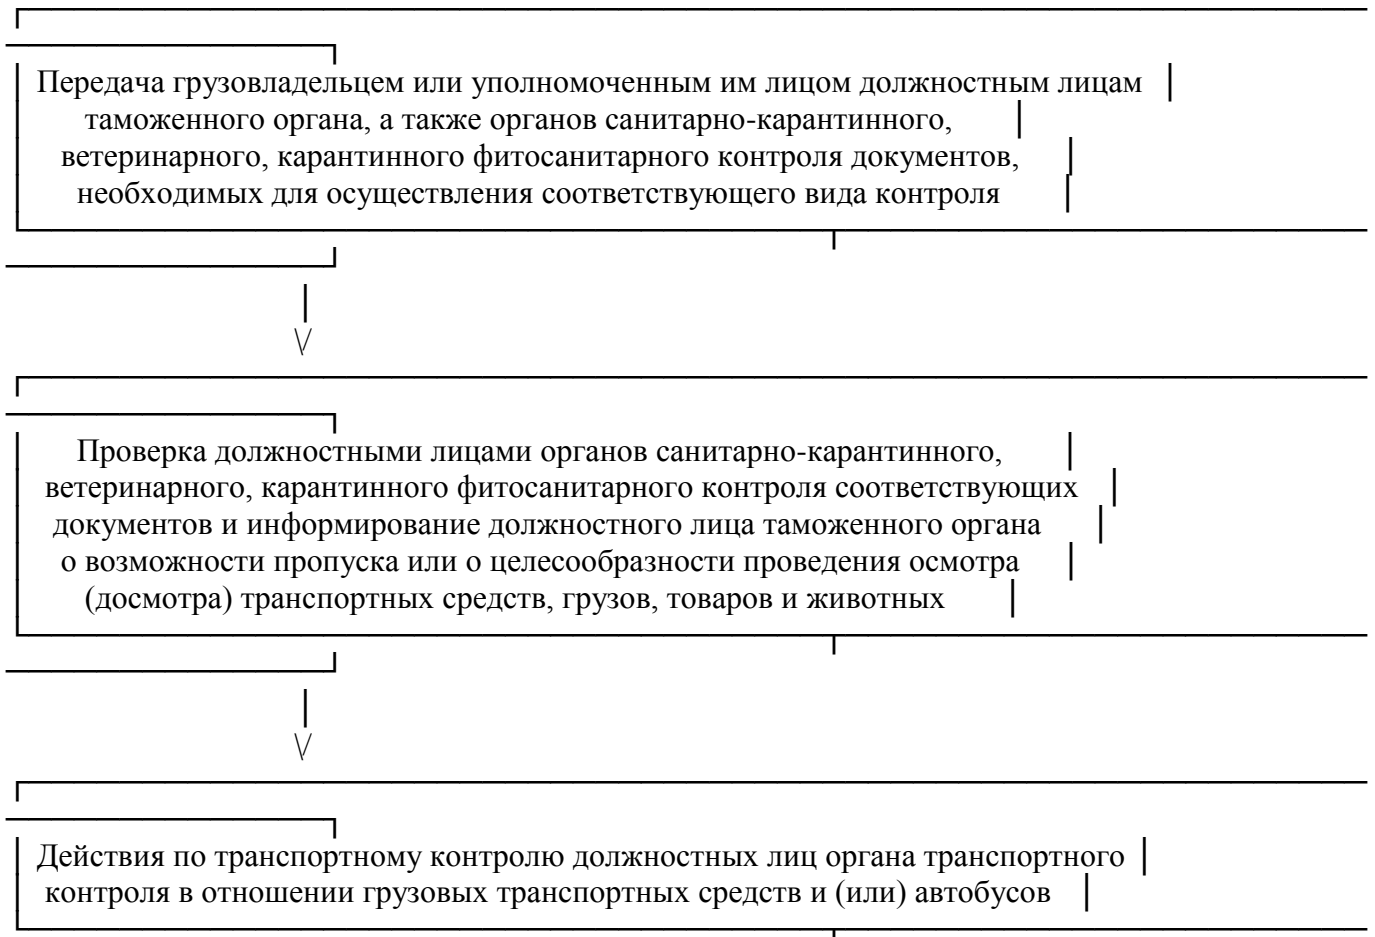 Передача грузовладельцем или уполномоченным им лицом должностным лицам
таможенного органа, а также органов санитарно-карантинного,
ветеринарного, карантинного фитосанитарного контроля документов,
необходимых для осуществления соответствующего вида контроля
Проверка должностными лицами органов санитарно-карантинного,
ветеринарного, карантинного фитосанитарного контроля соответствующих
документов и информирование должностного лица таможенного органа
о возможности пропуска или о целесообразности проведения осмотра
(досмотра) транспортных средств, грузов, товаров и животных
Действия по транспортному контролю должностных лиц органа транспортного
контроля в отношении грузовых транспортных средств и (или) автобусов